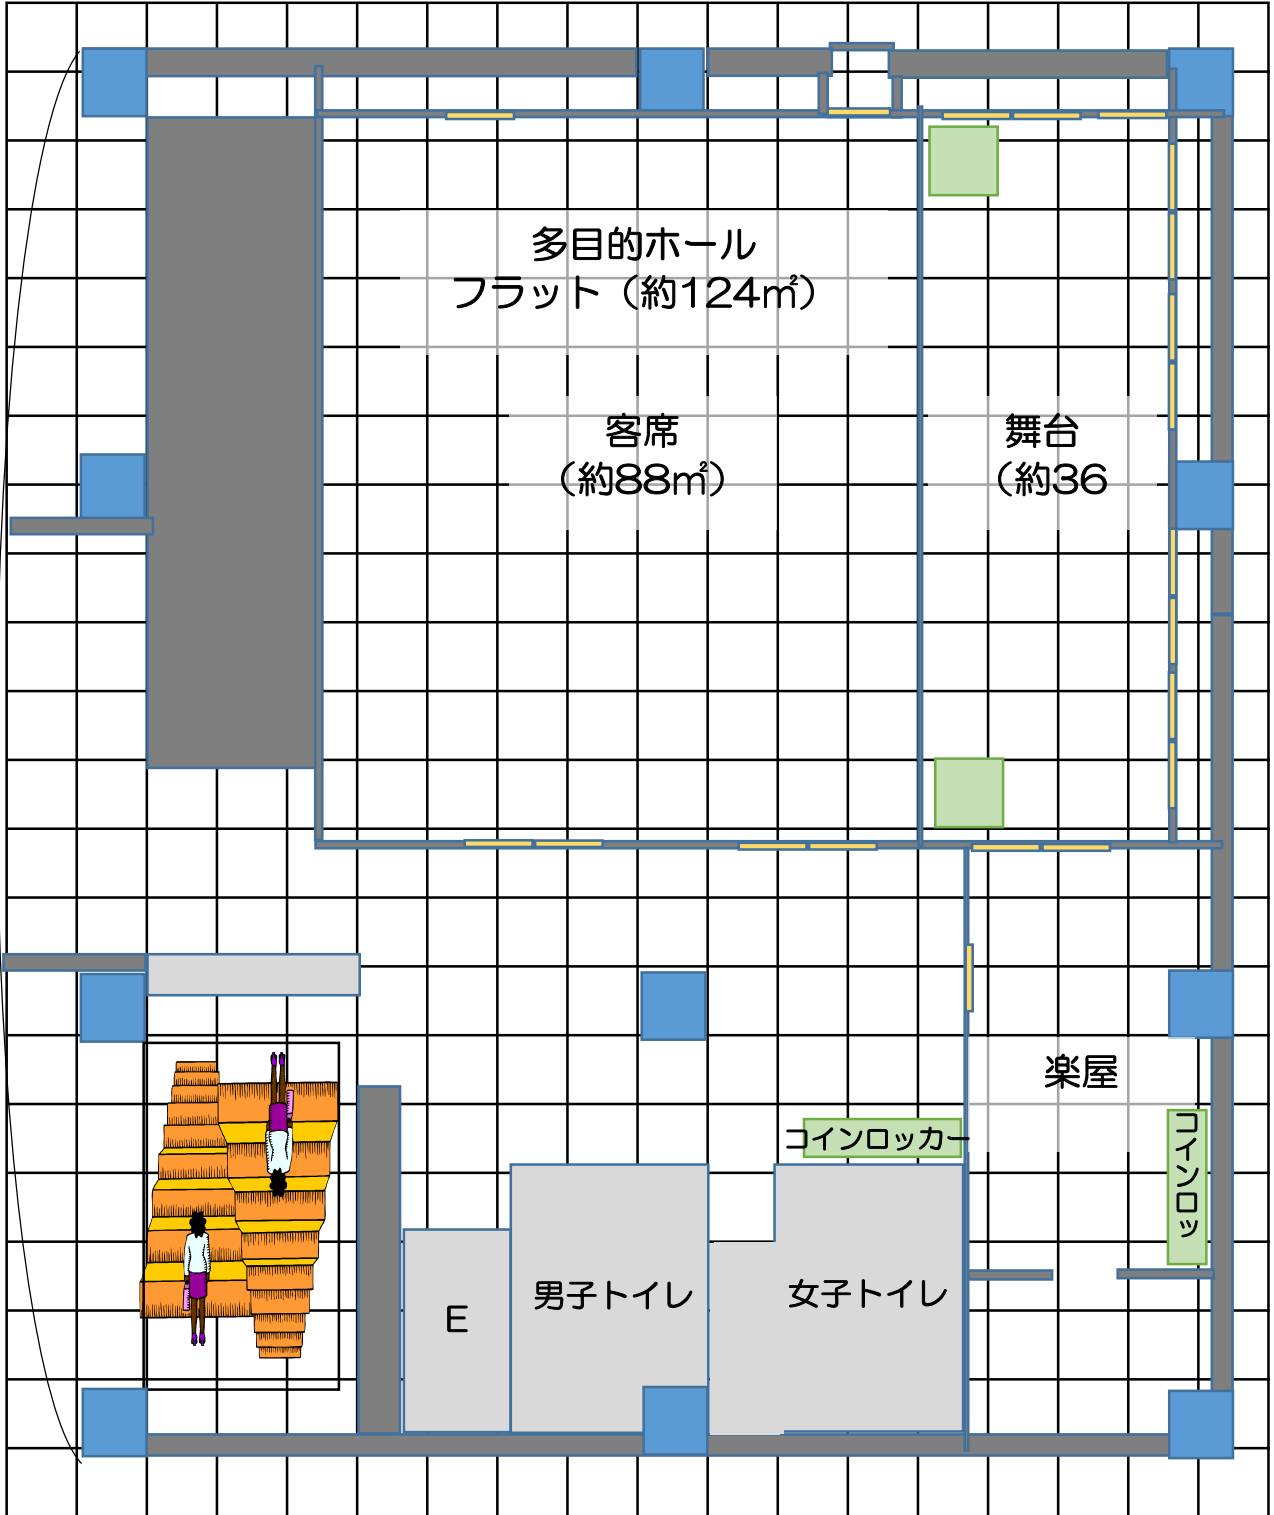 多目的ホール
フラット（約124㎡）
客席
（約88㎡）
舞台
（約36
楽屋
コインロッカー
コインロッ
男子トイレ
女子トイレ
E